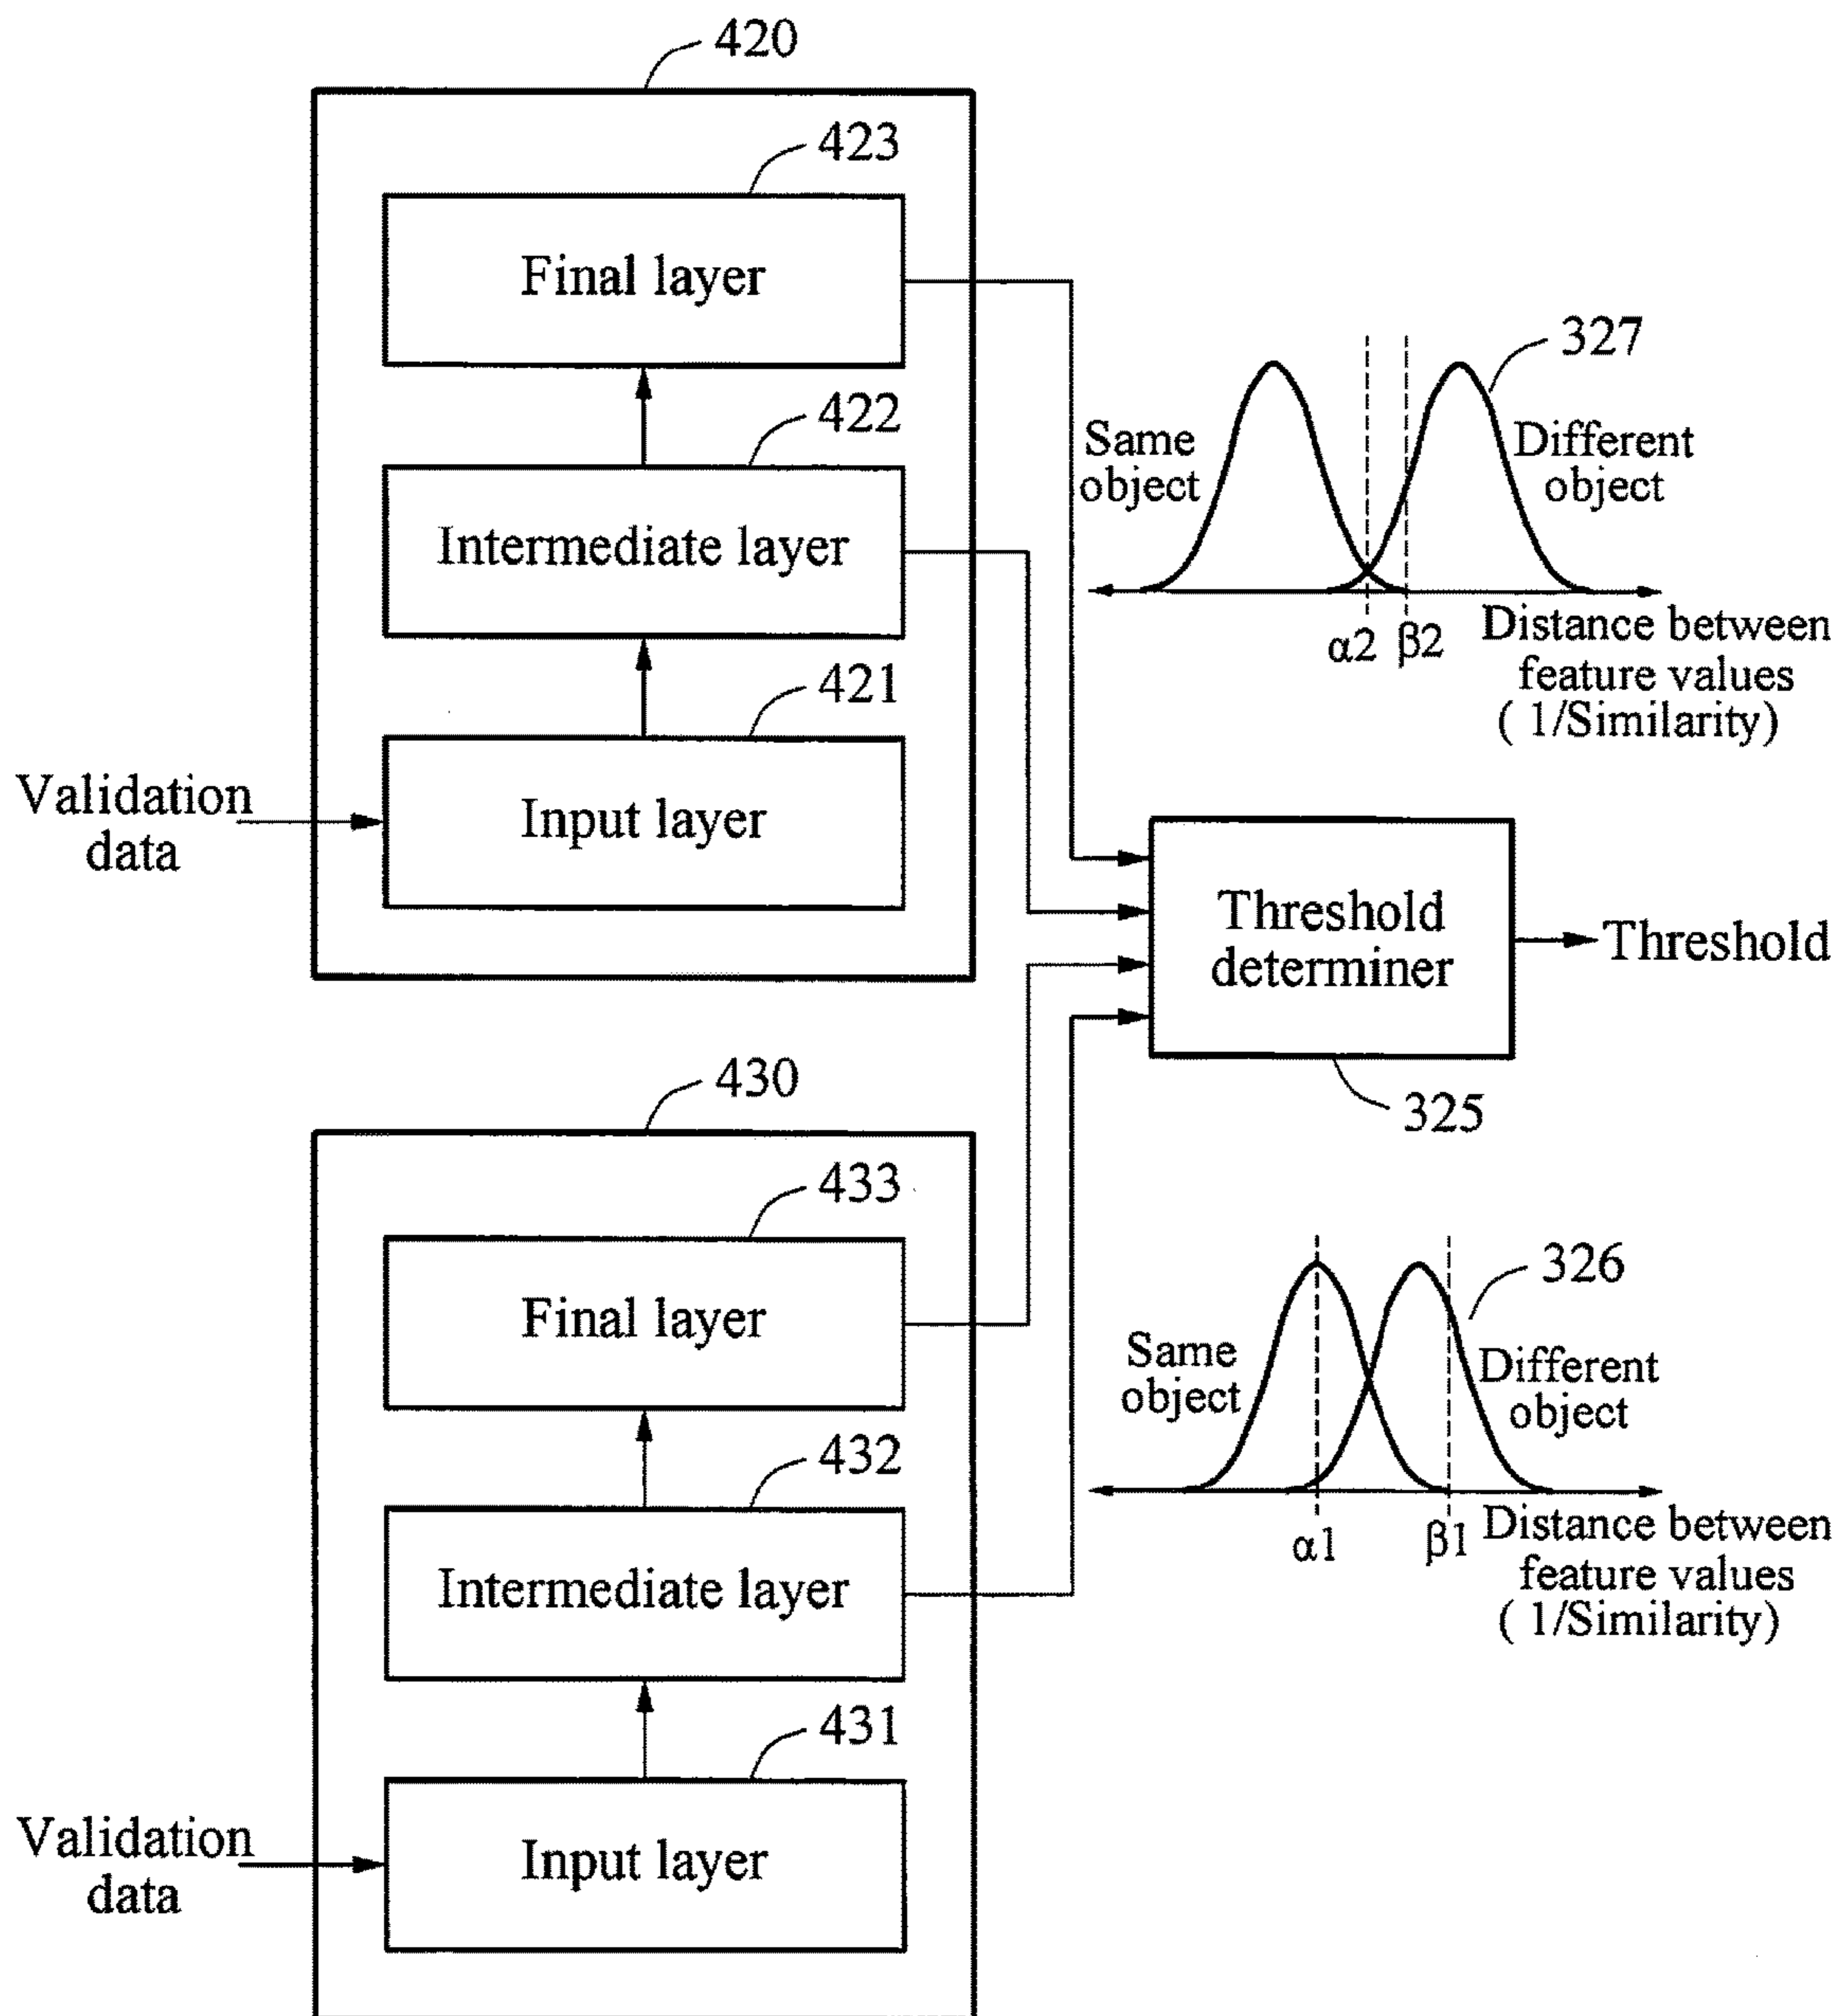 420
423
Final layer
422
Intermediate layer
421
Input layer
Validation
data
327
Same
object
Different
object
α2
β2
Distance between
feature values
( 1/Similarity)
Threshold
determiner
Threshold
325
430
433
Final layer
432
Intermediate layer
431
Input layer
Validation
data
326
Same
object
Different
object
α1
β1
Distance between
feature values
( 1/Similarity)